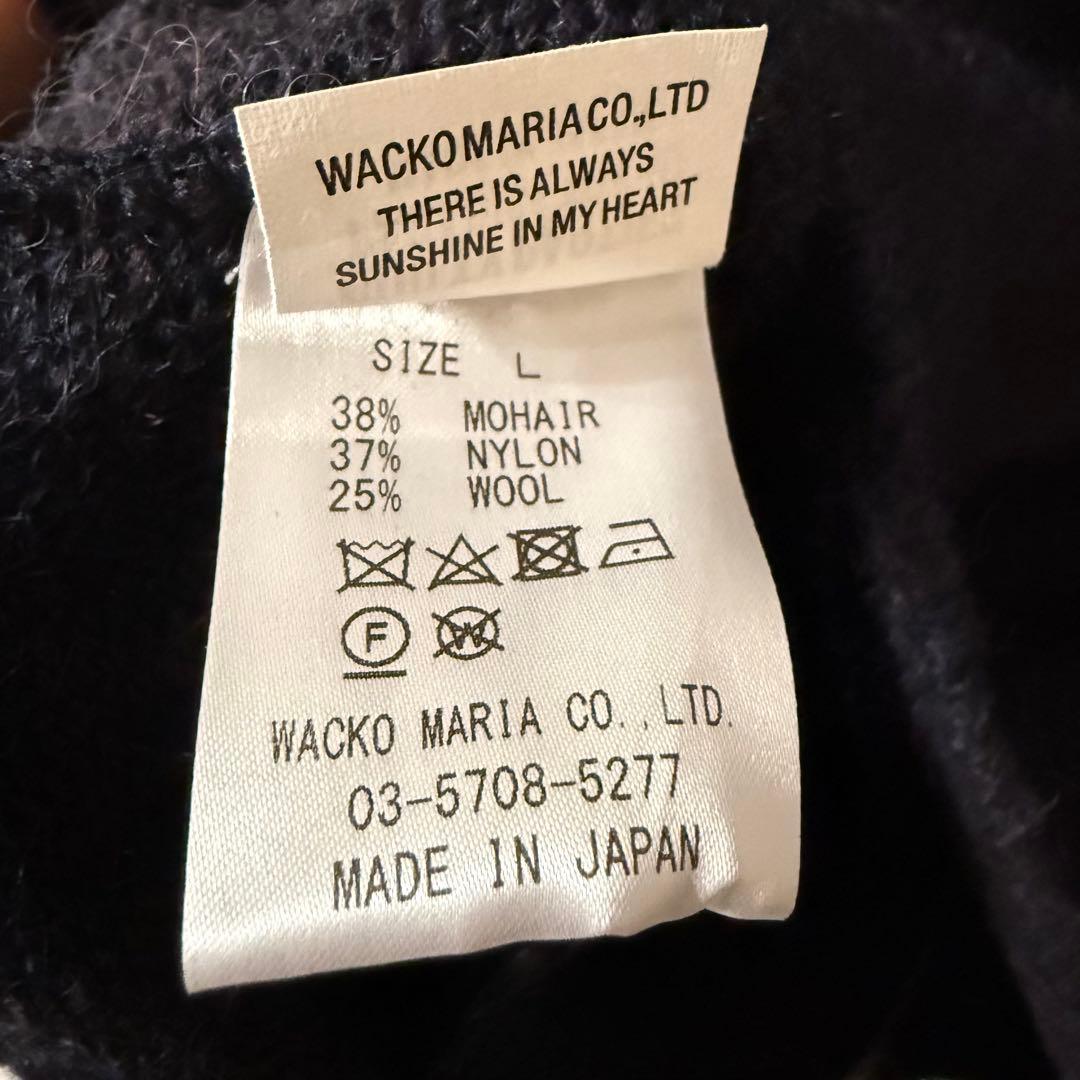 WACKO MARIA CO.,LTD
THERE IS ALWAYS
SUNSHINE IN MY HEART
SIZE L
38% MOHAIR
37% NYLON
25% WOOL
F W
WACKO MARIA CO.,LTD.
03-5708-5277
MADE IN JAPAN